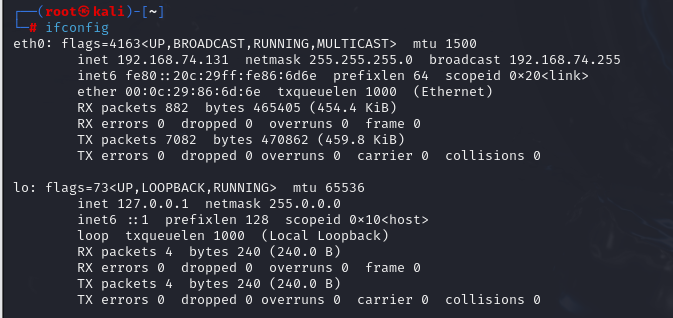 ┌──(root㉿kali)-[~]
└─# ifconfig
eth0: flags=4163<UP,BROADCAST,RUNNING,MULTICAST>  mtu 1500
        inet 192.168.74.131  netmask 255.255.255.0  broadcast 192.168.74.255
        inet6 fe80::20c:29ff:fe86:6d6e  prefixlen 64  scopeid 0×20<link>
        ether 00:0c:29:86:6d:6e  txqueuelen 1000  (Ethernet)
        RX packets 882  bytes 465405 (454.4 KiB)
        RX errors 0  dropped 0  overruns 0  frame 0
        TX packets 7082  bytes 470862 (459.8 KiB)
        TX errors 0  dropped 0 overruns 0  carrier 0  collisions 0

lo: flags=73<UP,LOOPBACK,RUNNING>  mtu 65536
        inet 127.0.0.1  netmask 255.0.0.0
        inet6 ::1  prefixlen 128  scopeid 0×10<host>
        loop  txqueuelen 1000  (Local Loopback)
        RX packets 4  bytes 240 (240.0 B)
        RX errors 0  dropped 0  overruns 0  frame 0
        TX packets 4  bytes 240 (240.0 B)
        TX errors 0  dropped 0 overruns 0  carrier 0  collisions 0